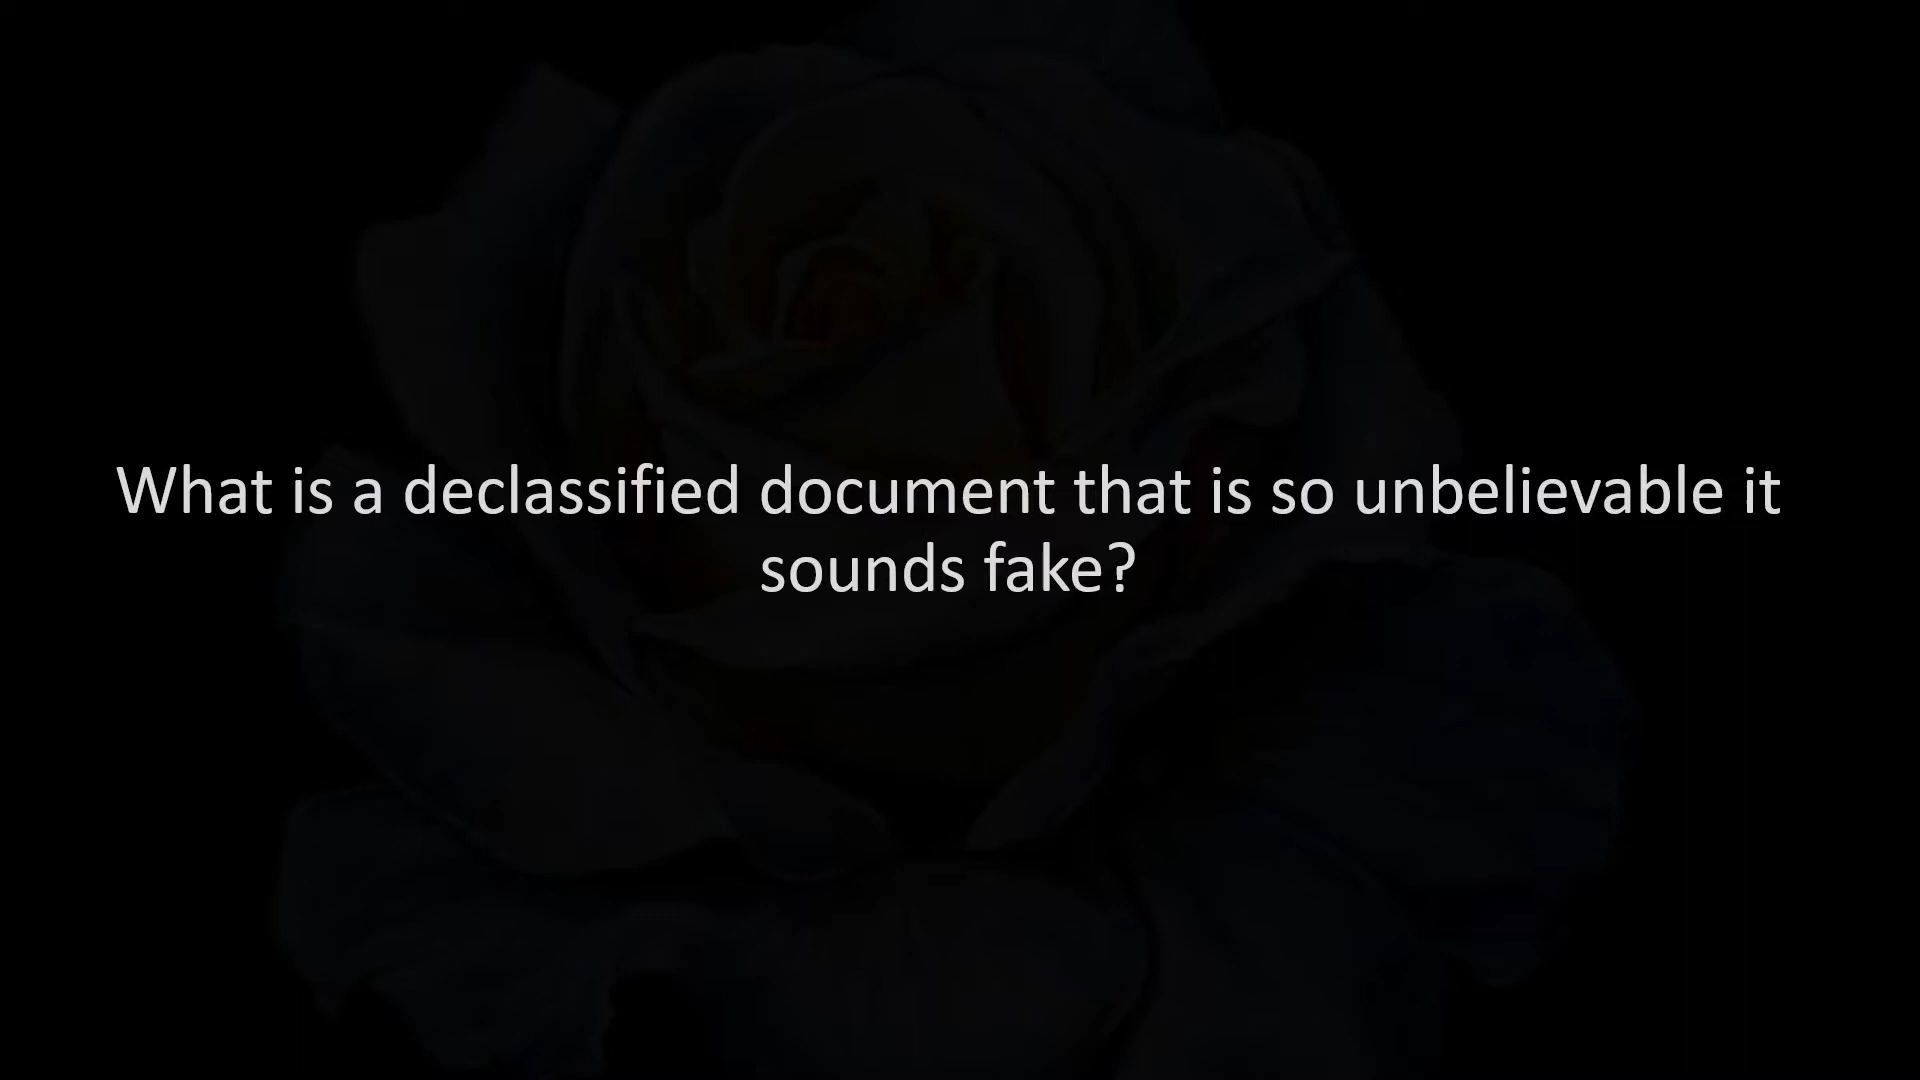 What is a declassified document that is so unbelievable it
sounds fake?